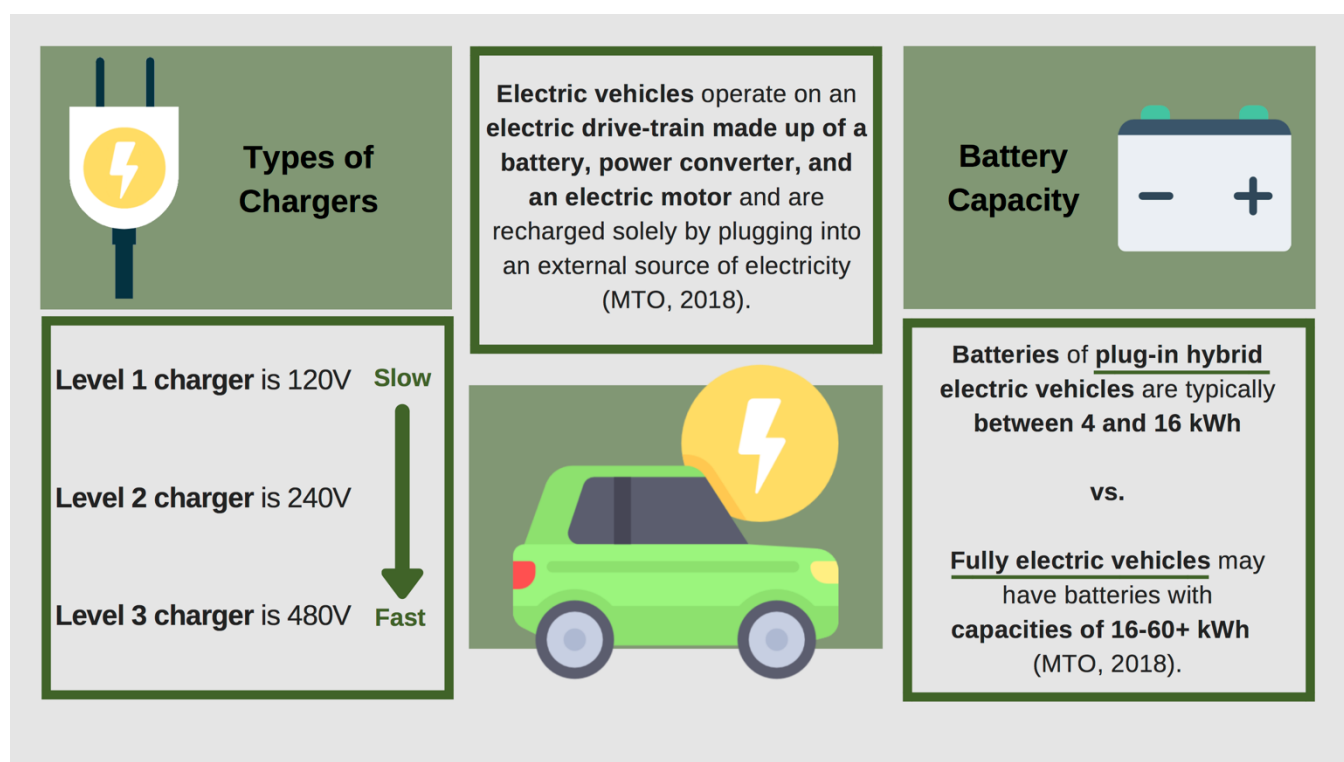 Types of
Chargers
Level 1 charger is 120V Slow
Level 2 charger is 240V
Level 3 charger is 480V Fast
Electric vehicles operate on an
electric drive-train made up of a
battery, power converter, and
an electric motor and are
recharged solely by plugging into
an external source of electricity
(MTO, 2018).
Battery
Capacity
Batteries of plug-in hybrid
electric vehicles are typically
between 4 and 16 kWh
vs.
Fully electric vehicles may
have batteries with
capacities of 16-60+ kWh
(MTO, 2018).